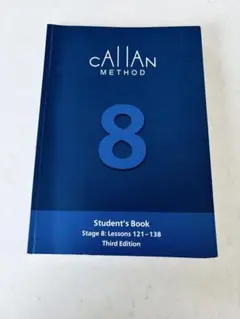 cAllAN
METHOD
8
Student's Book
Stage 8: Lessons 121–138
Third Edition